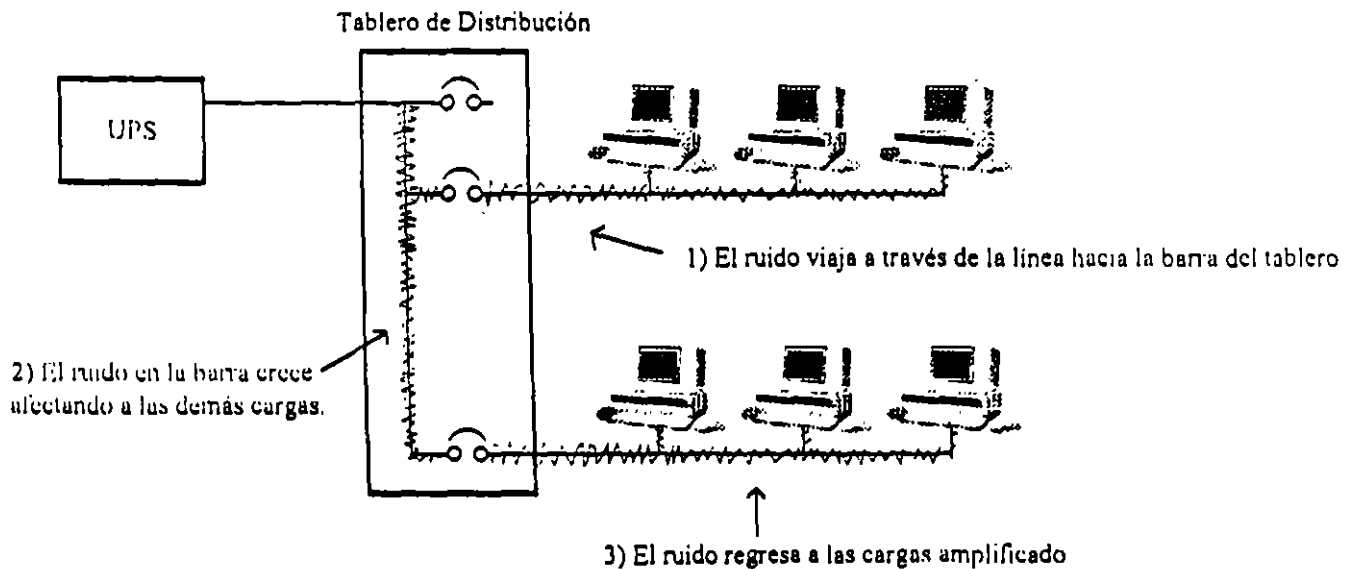 Tablero de Distribución
UPS
1) El ruido viaja a través de la línea hacia la barra del tablero
2) El ruido en la barra crece
afectando a las demás cargas.
3) El ruido regresa a las cargas amplificado